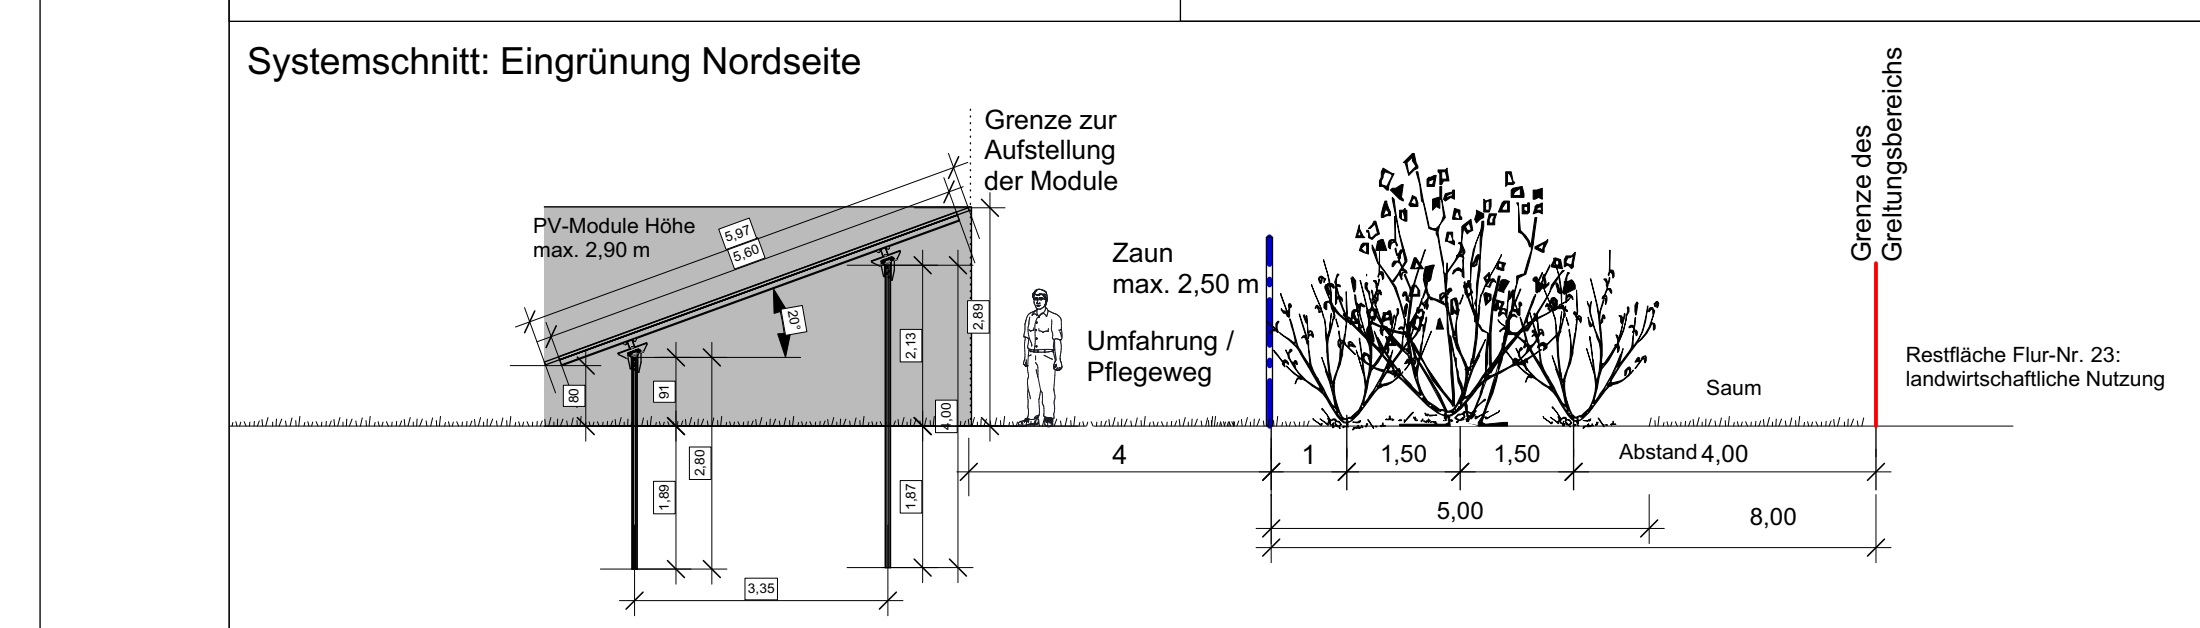 Systemschnitt: Eingrünung Nordseite
Grenze zur
Aufstellung
der Module
PV-Module Höhe
max. 2,90 m
5,97
5,60
20°
80
91
2,13
2,89
4,00
1,89
2,80
1,87
3,35
Zaun
max. 2,50 m
Umfahrung /
Pflegeweg
Grenze des
Greltungsbereichs
Restfläche Flur-Nr. 23:
landwirtschaftliche Nutzung
Saum
4
1
1,50
1,50
Abstand 4,00
5,00
8,00